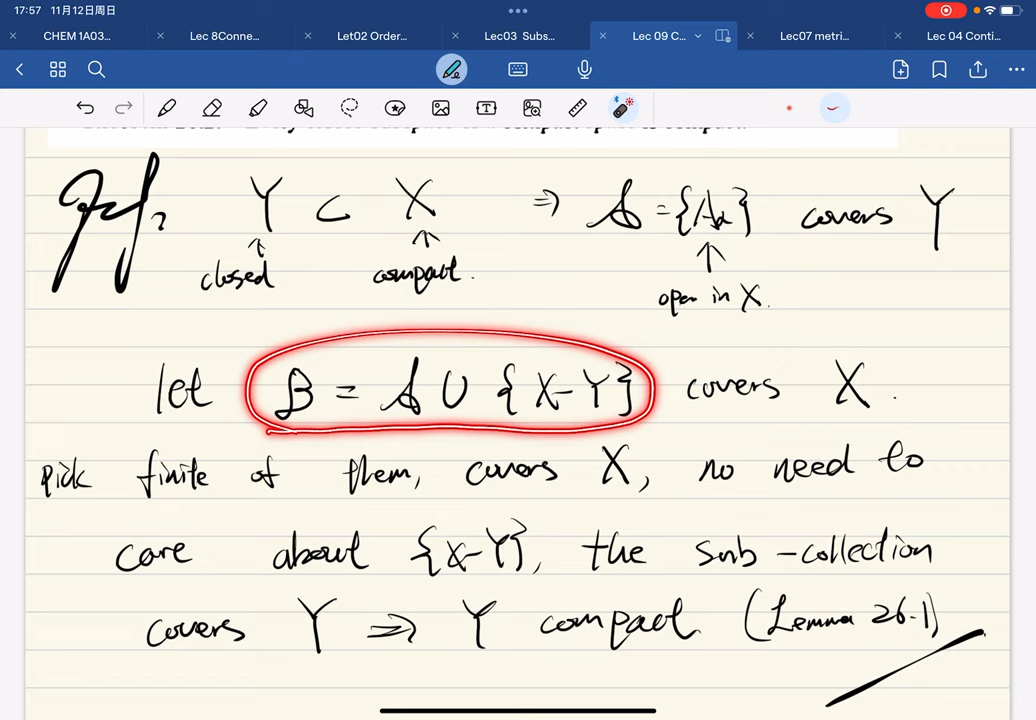 17:57 11月12日周日
CHEM 1A03... Lec 8Conne... Let02 Order... Lec03 Subs... Lec 09 C... Lec07 metri... Lec 04 Conti...
Y ⊂ X ⇒ 𝒜 = {Aα} covers Y
closed compact.
open in X.
let ℬ = 𝒜 ∪ {X-Y} covers X.
pick finite of them, covers X, no need to
care about {X-Y}, the sub-collection
covers Y ⇒ Y compact (Lemma 26.1)